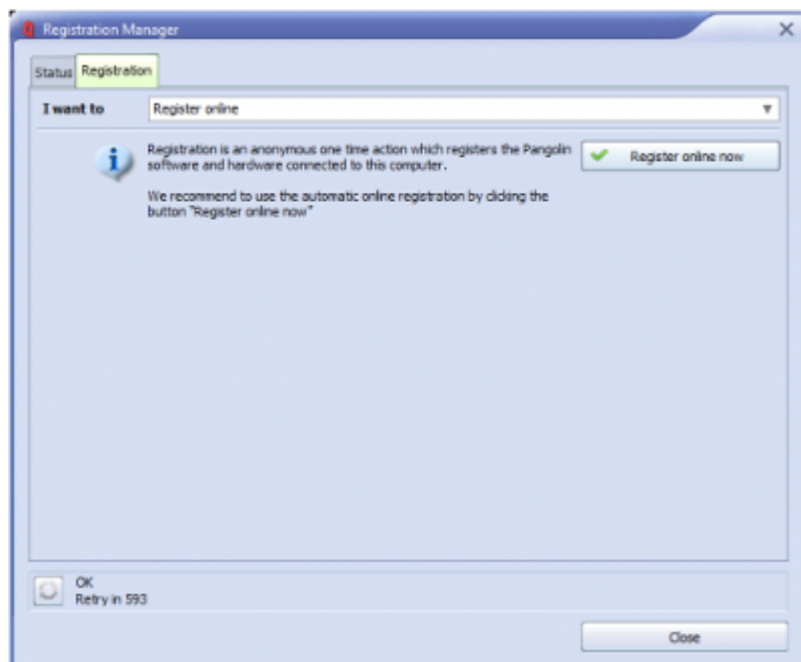 Registration Manager
Status Registration
I want to Register online
Registration is an anonymous one time action which registers the Pangolin
software and hardware connected to this computer.
Register online now
We recommend to use the automatic online registration by clicking the
button "Register online now"
OK
Retry in 593
Close